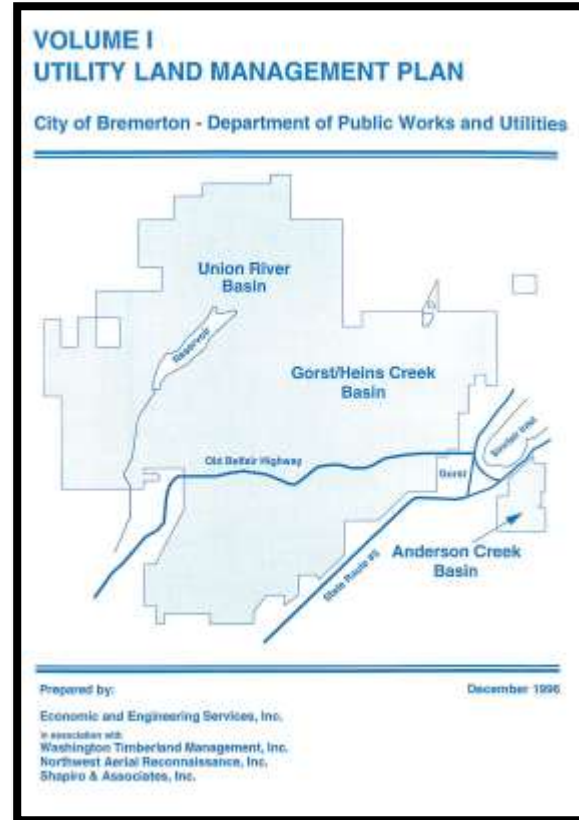 VOLUME I
UTILITY LAND MANAGEMENT PLAN
City of Bremerton - Department of Public Works and Utilities
Union River
Basin
Reservoir
Gorst/Heins Creek
Basin
Sinclair Inlet
Old Belfair Highway
Gorst
Anderson Creek
Basin
State Route #3
Prepared by:
December 1996
Economic and Engineering Services, Inc.
in association with
Washington Timberland Management, Inc.
Northwest Aerial Reconnaissance, Inc.
Shapiro & Associates, Inc.